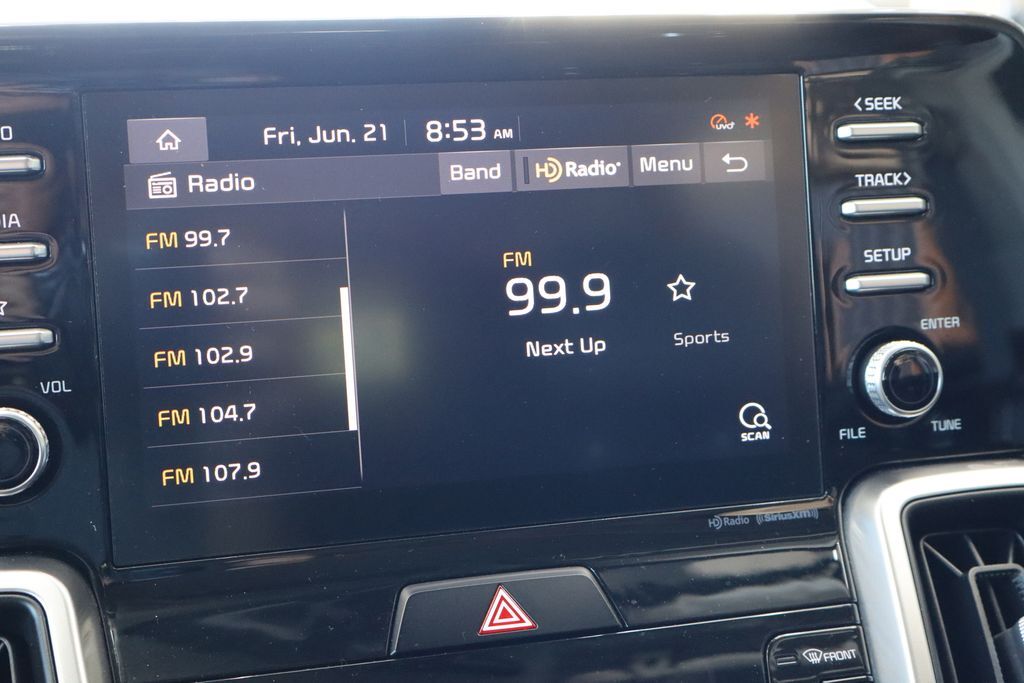 Fri, Jun. 21 8:53 AM UVO
Radio Band HD Radio Menu
FM 99.7
FM 102.7
FM 102.9
FM 104.7
FM 107.9
FM
99.9
Next Up Sports
SCAN
HD Radio ((SiriusXM))
VOL
< SEEK
TRACK >
SETUP
ENTER
FILE TUNE
FRONT